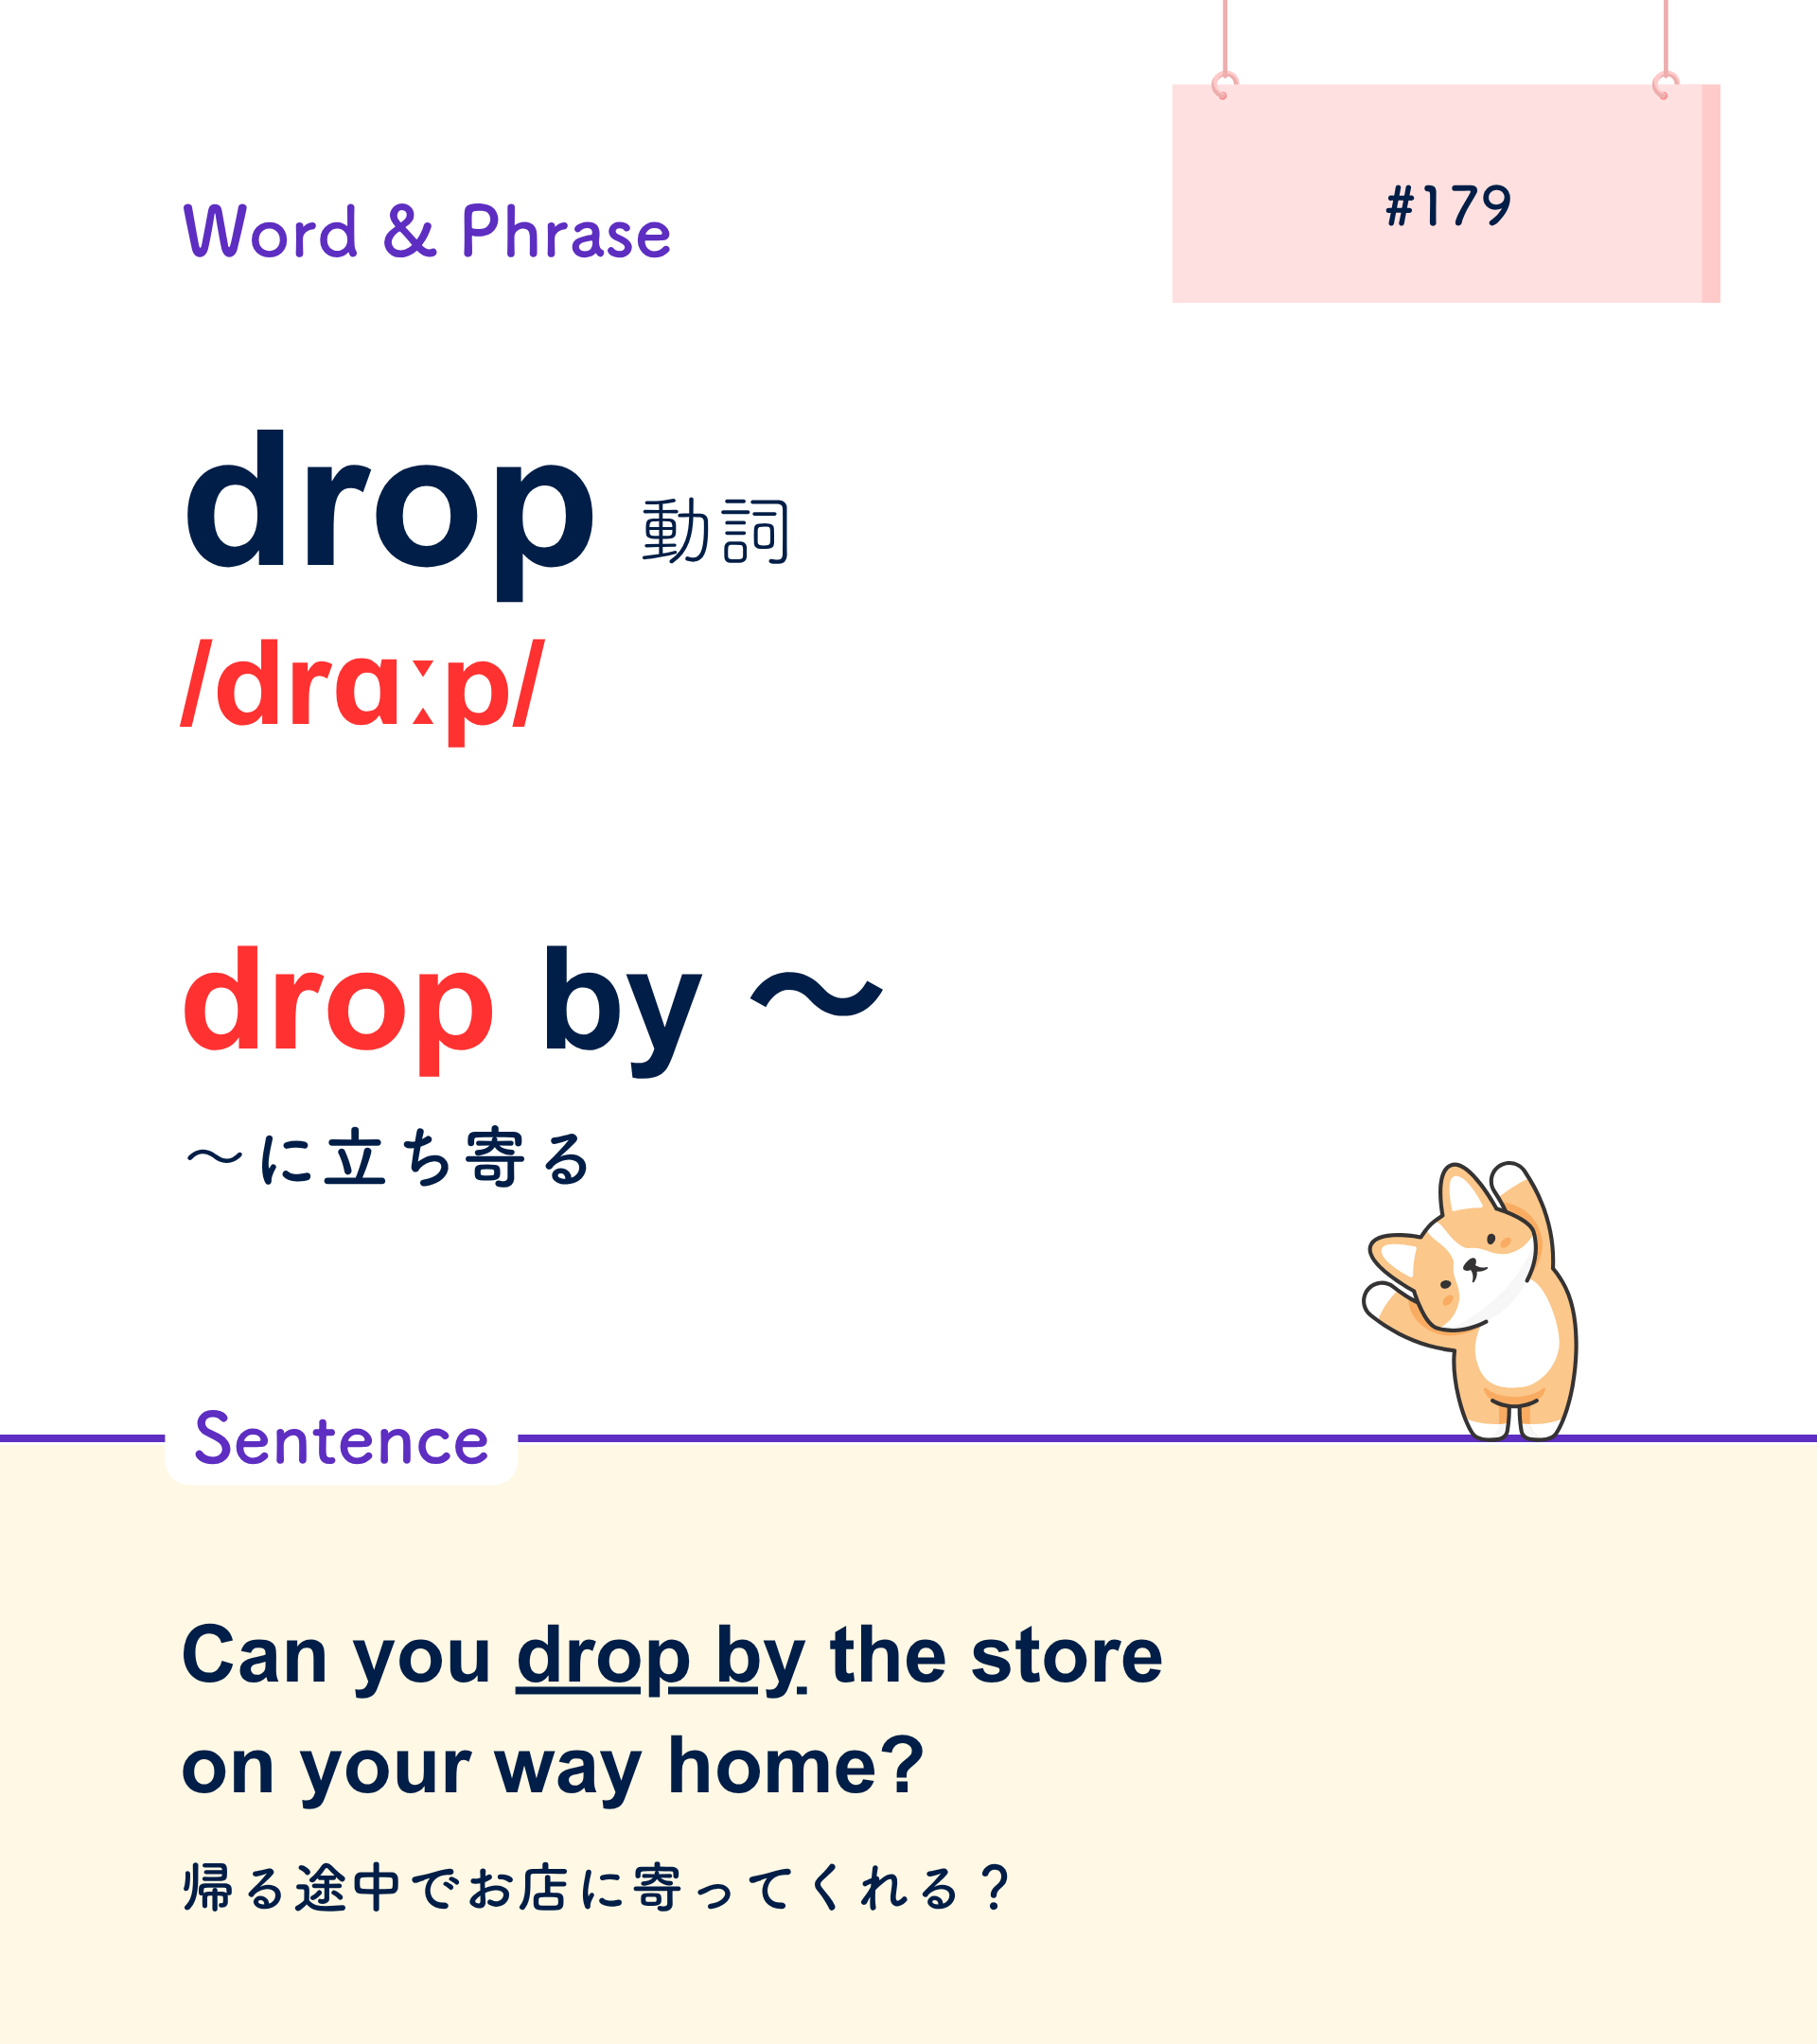 Word & Phrase
#179
drop 動詞
/drɑːp/
drop by ～
～に立ち寄る
Sentence
Can you drop by the store
on your way home?
帰る途中でお店に寄ってくれる？